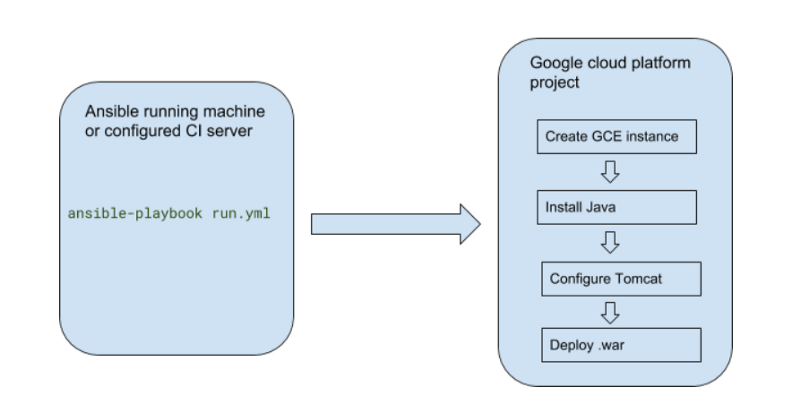 Ansible running machine
or configured CI server
ansible-playbook run.yml
Google cloud platform
project
Create GCE instance
Install Java
Configure Tomcat
Deploy .war